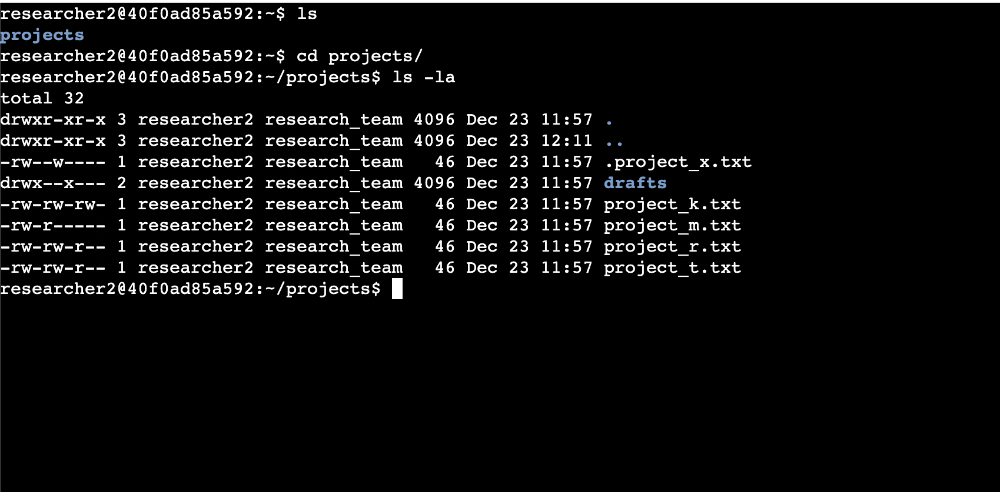 researcher2@40f0ad85a592:~$ ls
projects
researcher2@40f0ad85a592:~$ cd projects/
researcher2@40f0ad85a592:~/projects$ ls -la
total 32
drwxr-xr-x 3 researcher2 research_team 4096 Dec 23 11:57 .
drwxr-xr-x 3 researcher2 research_team 4096 Dec 23 12:11 ..
-rw--w---- 1 researcher2 research_team   46 Dec 23 11:57 .project_x.txt
drwx--x--- 2 researcher2 research_team 4096 Dec 23 11:57 drafts
-rw-rw-rw- 1 researcher2 research_team   46 Dec 23 11:57 project_k.txt
-rw-r----- 1 researcher2 research_team   46 Dec 23 11:57 project_m.txt
-rw-rw-r-- 1 researcher2 research_team   46 Dec 23 11:57 project_r.txt
-rw-rw-r-- 1 researcher2 research_team   46 Dec 23 11:57 project_t.txt
researcher2@40f0ad85a592:~/projects$